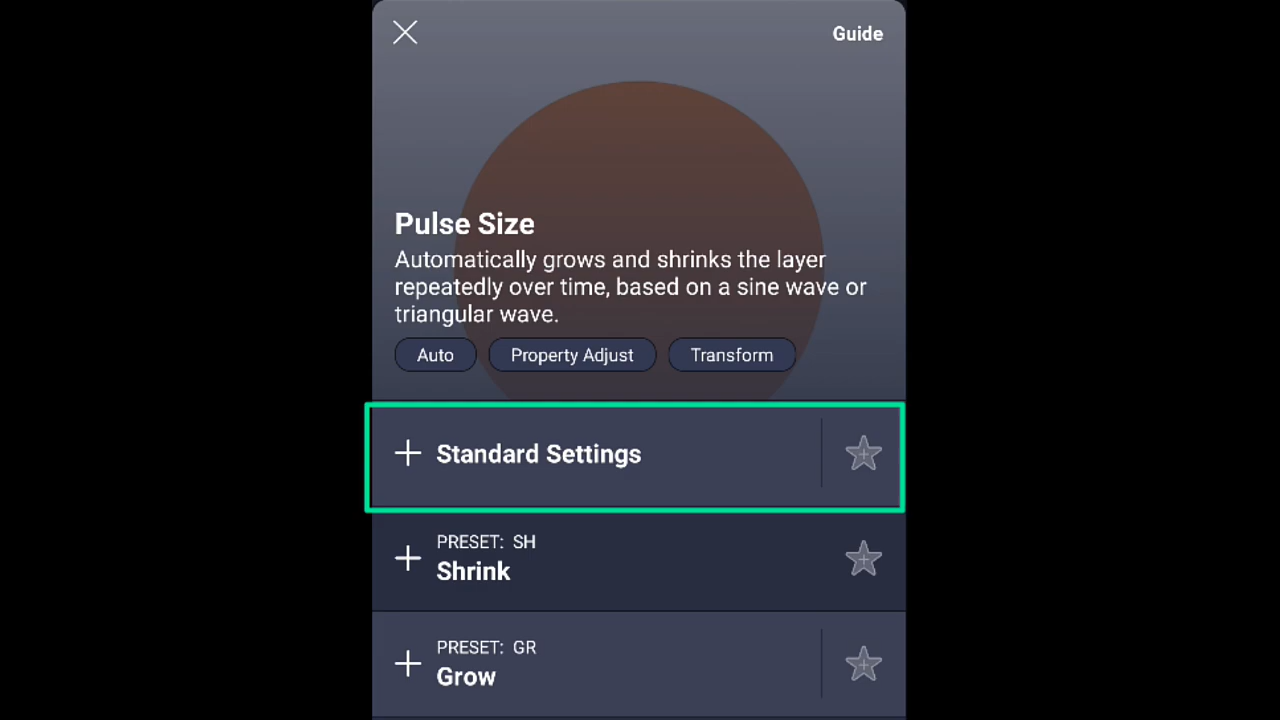 Guide
Pulse Size
Automatically grows and shrinks the layer
repeatedly over time, based on a sine wave or
triangular wave.
Auto Property Adjust Transform
Standard Settings
PRESET: SH
Shrink
PRESET: GR
Grow